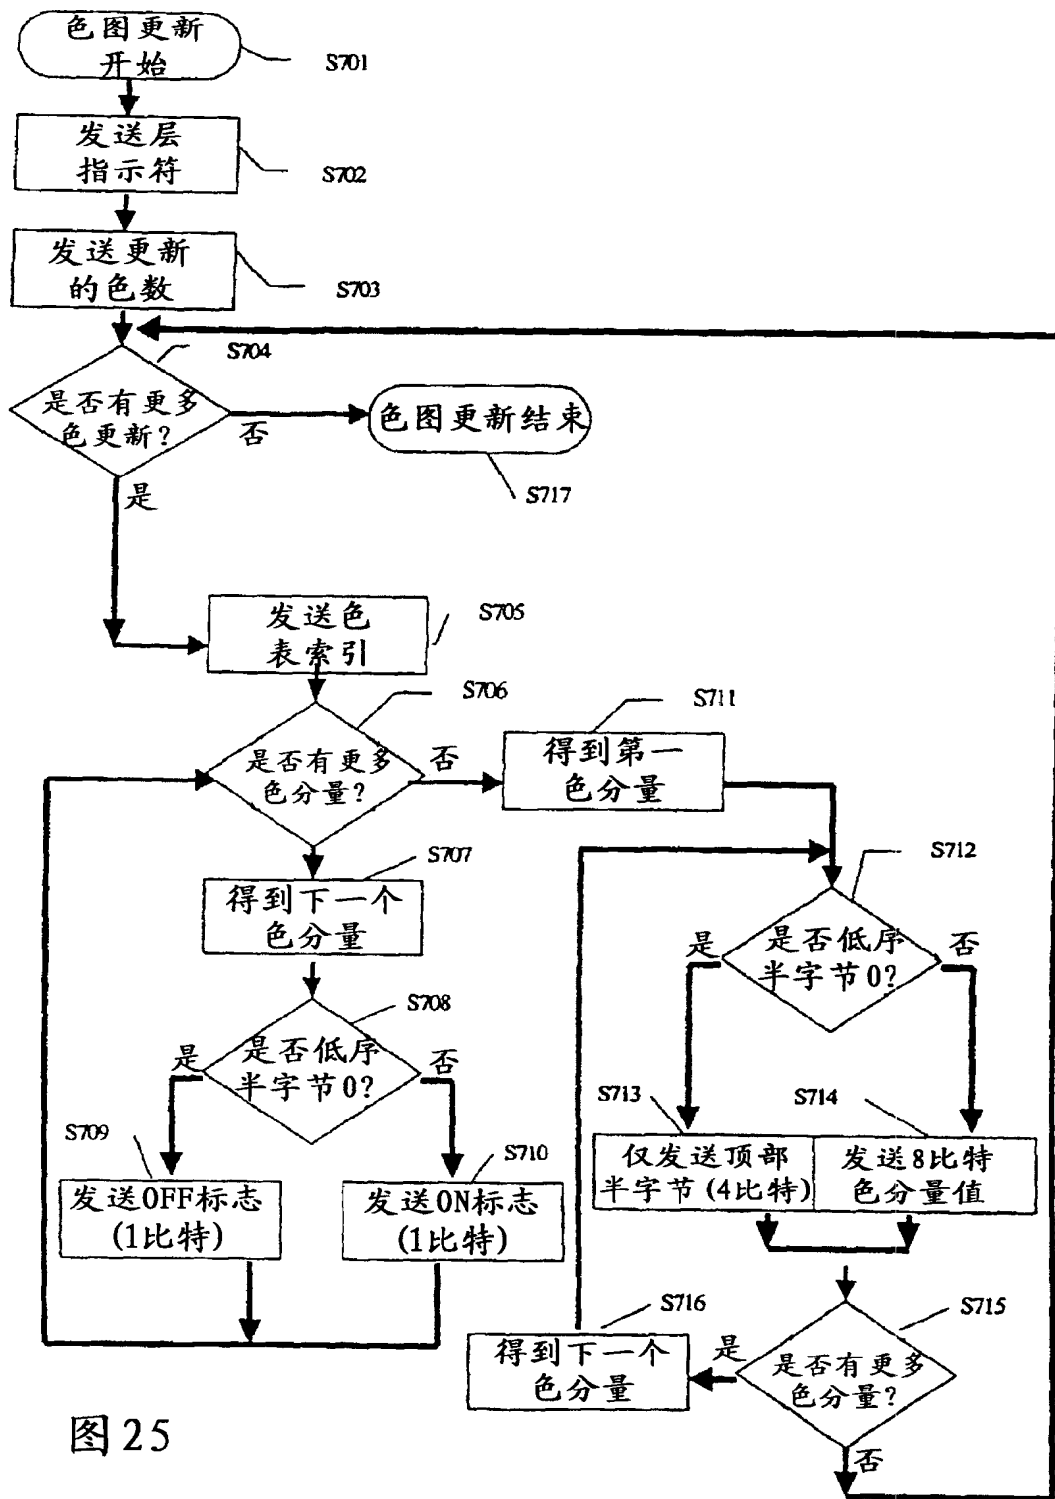 色图更新
开始
S701
发送层
指示符
S702
发送更新
的色数
S703
S704
是否有更多
色更新?
否
色图更新结束
S717
是
发送色
表索引
S705
S706
是否有更多
色分量?
否
得到第一
色分量
S711
S707
得到下一个
色分量
S712
是否低序
半字节0?
是
否
S708
是否低序
半字节0?
是
否
S709
发送OFF标志
(1比特)
S710
发送ON标志
(1比特)
S713
仅发送顶部
半字节(4比特)
S714
发送8比特
色分量值
S715
是否有更多
色分量?
是
否
S716
得到下一个
色分量
图25